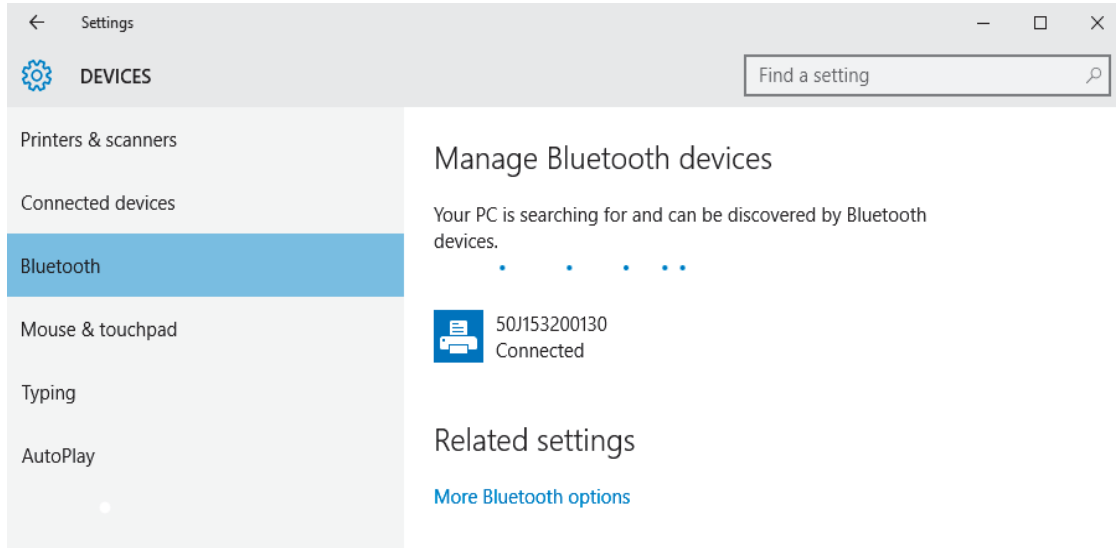 Settings
DEVICES
Find a setting
Printers & scanners
Connected devices
Bluetooth
Mouse & touchpad
Typing
AutoPlay
Manage Bluetooth devices
Your PC is searching for and can be discovered by Bluetooth
devices.
50J153200130
Connected
Related settings
More Bluetooth options